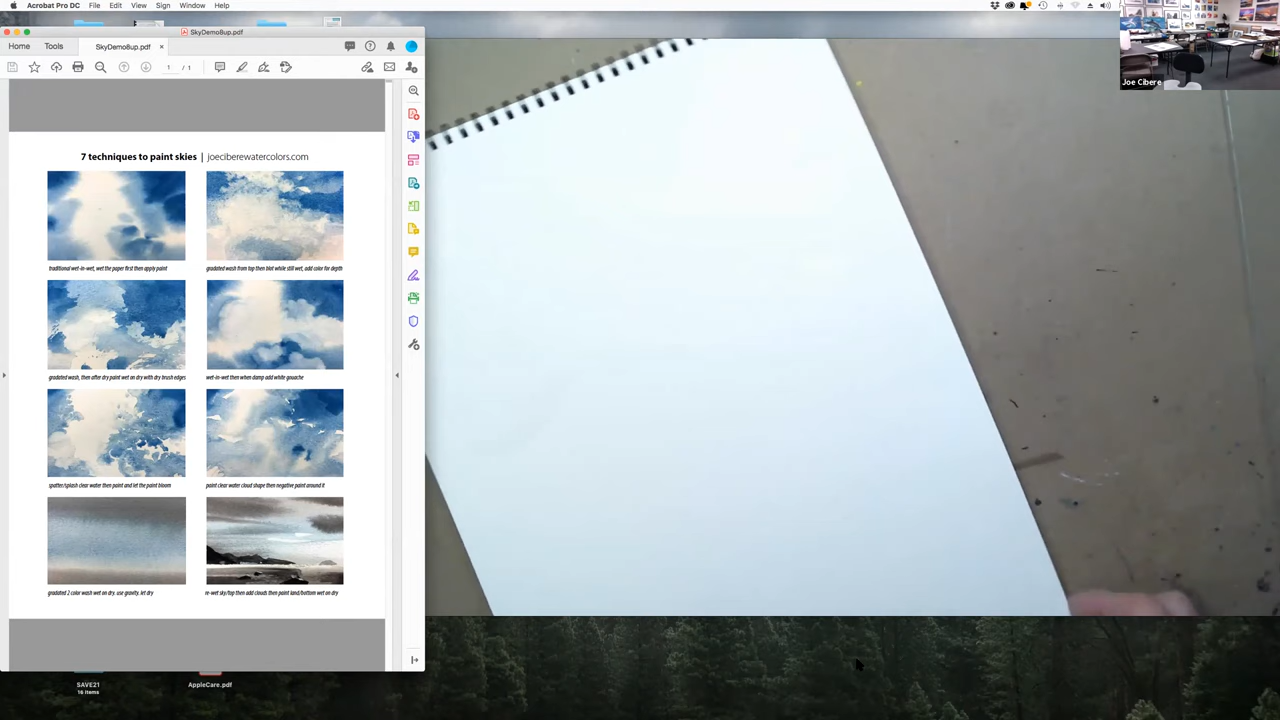 Acrobat Pro DC File Edit View Sign Window Help
SkyDemo8up.pdf
Home Tools SkyDemo8up.pdf ×
1 / 1
Joe Cibere
7 techniques to paint skies | joeciberewatercolors.com
traditional wet-in-wet, wet the paper first then apply paint
gradated wash from top then blot while still wet, add color for depth
gradated wash, then after dry paint wet on dry with dry brush edges
wet-in-wet then when damp add white gouache
spatter/splash clear water then paint and let the paint bloom
paint clear water cloud shape then negative paint around it
gradated 2 color wash wet on dry. use gravity. let dry
re-wet sky/top then add clouds then paint land/bottom wet on dry
SAVE21
16 items
AppleCare.pdf